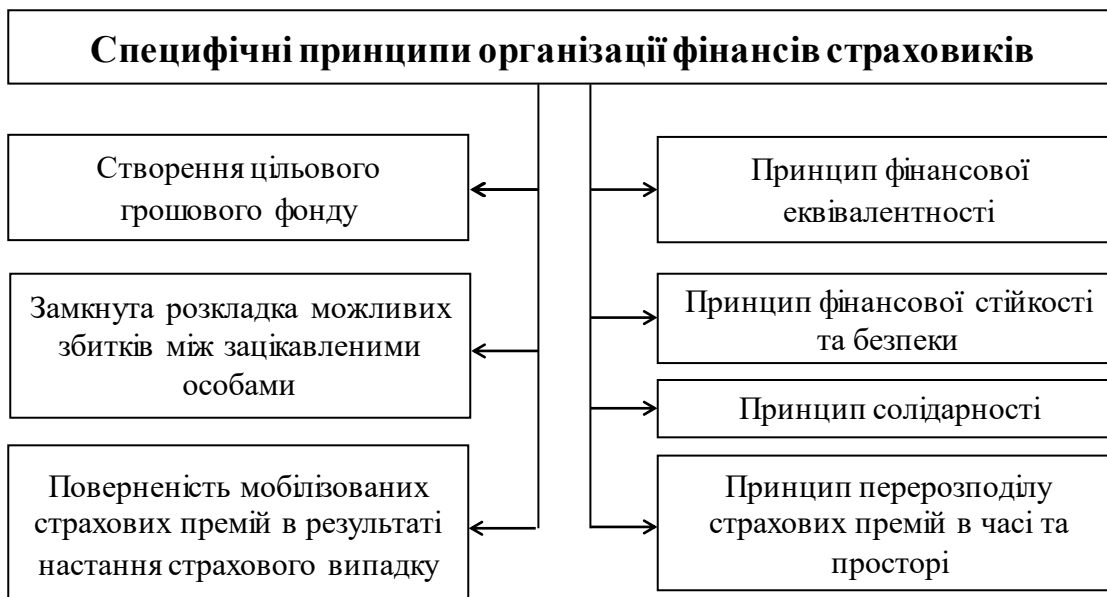 Специфічні принципи організації фінансів страховиків
Створення цільового
грошового фонду
Замкнута розкладка можливих
збитків між зацікавленими
особами
Поверненість мобілізованих
страхових премій в результаті
настання страхового випадку
Принцип фінансової
еквівалентності
Принцип фінансової стійкості
та безпеки
Принцип солідарності
Принцип перерозподілу
страхових премій в часі та
просторі